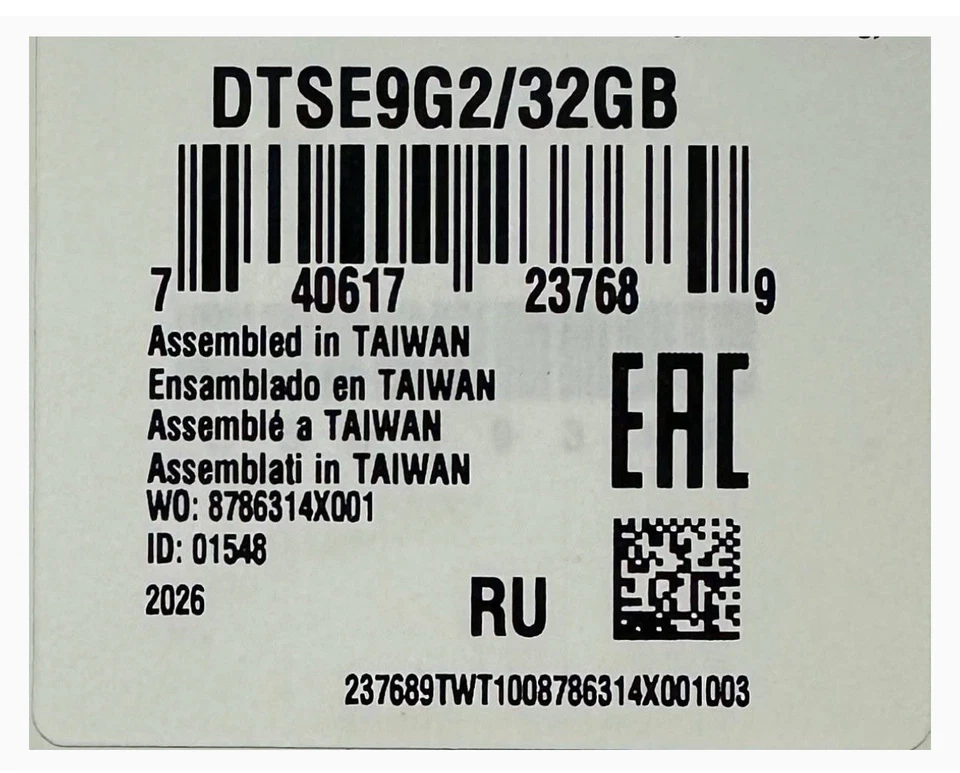 DTSE9G2/32GB
7 40617 23768 9
Assembled in TAIWAN
Ensamblado en TAIWAN
Assemblé a TAIWAN
Assemblati in TAIWAN
WO: 8786314X001
ID: 01548
2026
EAC
RU
237689TWT1008786314X001003